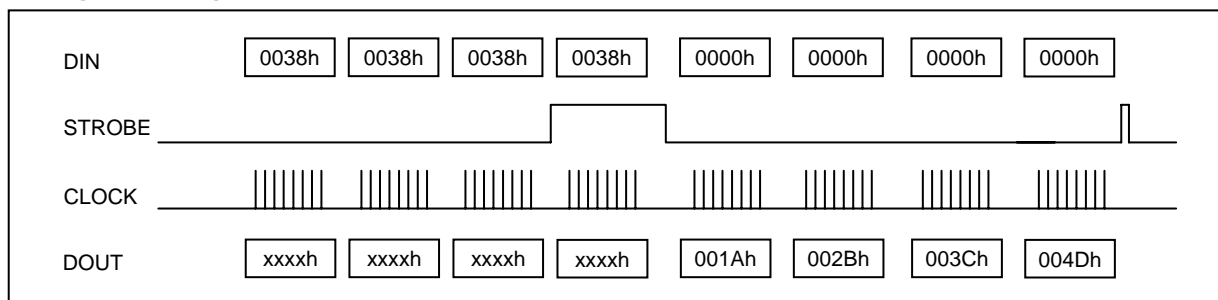 DIN 0038h 0038h 0038h 0038h 0000h 0000h 0000h 0000h
STROBE
CLOCK
DOUT xxxxh xxxxh xxxxh xxxxh 001Ah 002Bh 003Ch 004Dh